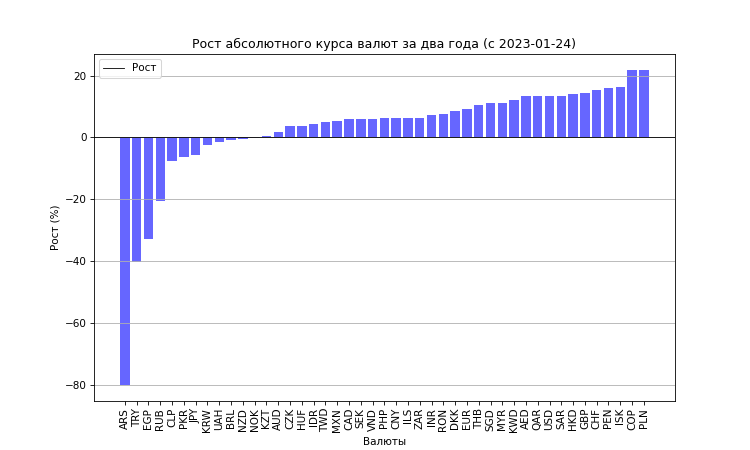 Рост абсолютного курса валют за два года (с 2023-01-24)
Рост
20
0
−20
−40
−60
−80
Рост (%)
ARS TRY EGP RUB CLP PKR JPY KRW UAH BRL NZD NOK KZT AUD CZK HUF IDR TWD MXN CAD SEK VND PHP CNY ILS ZAR INR RON DKK EUR THB SGD MYR KWD AED QAR USD SAR HKD GBP CHF PEN ISK COP PLN
Валюты